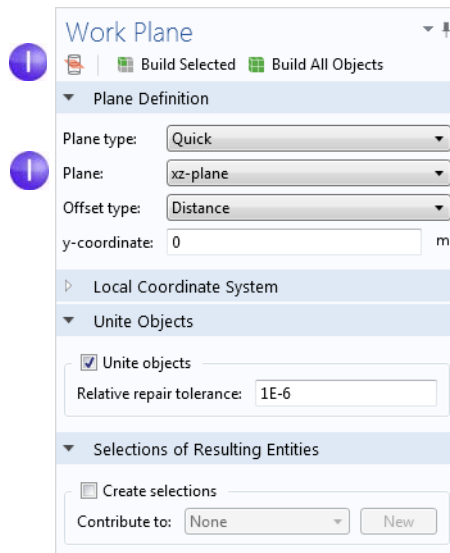 Work Plane
Build Selected Build All Objects
Plane Definition
Plane type: Quick
Plane: xz-plane
Offset type: Distance
y-coordinate: 0 m
Local Coordinate System
Unite Objects
Unite objects
Relative repair tolerance: 1E-6
Selections of Resulting Entities
Create selections
Contribute to: None New